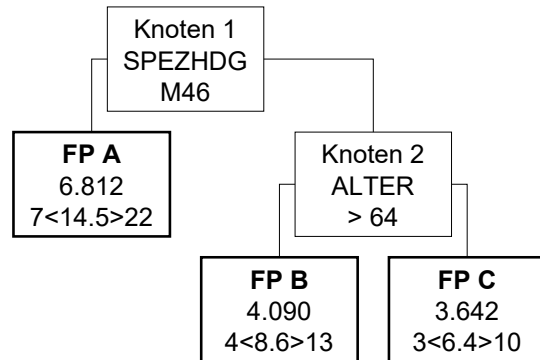 Knoten 1
SPEZHDG
M46
FP A
6.812
7<14.5>22
Knoten 2
ALTER
> 64
FP B
4.090
4<8.6>13
FP C
3.642
3<6.4>10